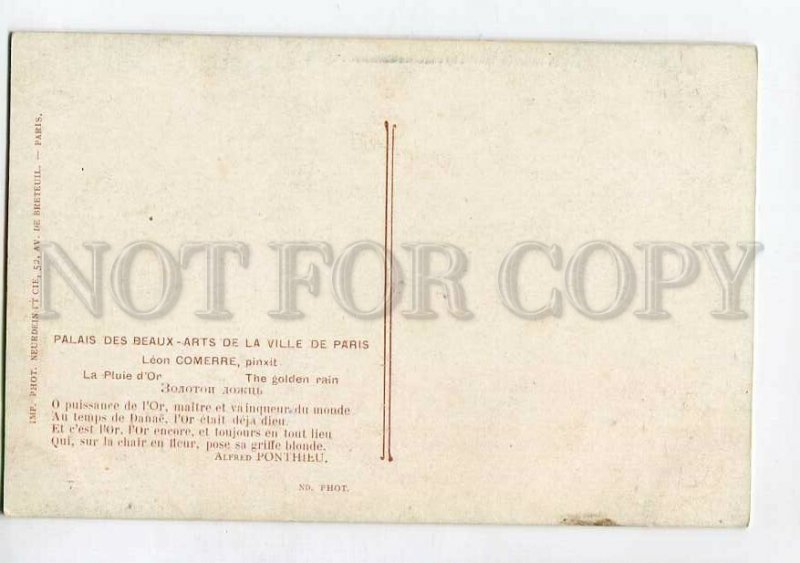 IMP. PHOT. NEURDEIN ET CIE, 52, AV. DE BRETEUIL. — PARIS.
NOT FOR COPY
PALAIS DES BEAUX-ARTS DE LA VILLE DE PARIS
Léon COMERRE, pinxit
La Pluie d'Or The golden rain
Золотои дождь
O puissance de l'Or, maître et vainqueur du monde
Au temps de Danaë, l'Or était déjà dieu.
Et c'est l'Or, l'Or encore, et toujours en tout lieu
Qui, sur la chair en fleur, pose sa griffe blonde.
ALFRED PONTHIEU.
7
ND. PHOT.